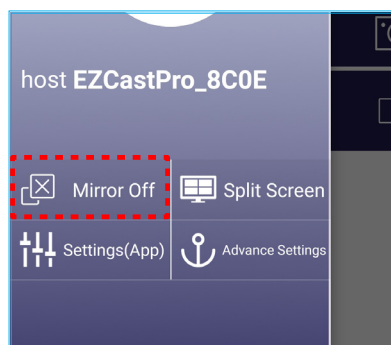 host EZCastPro_8C0E
Mirror Off
Split Screen
Settings(App)
Advance Settings